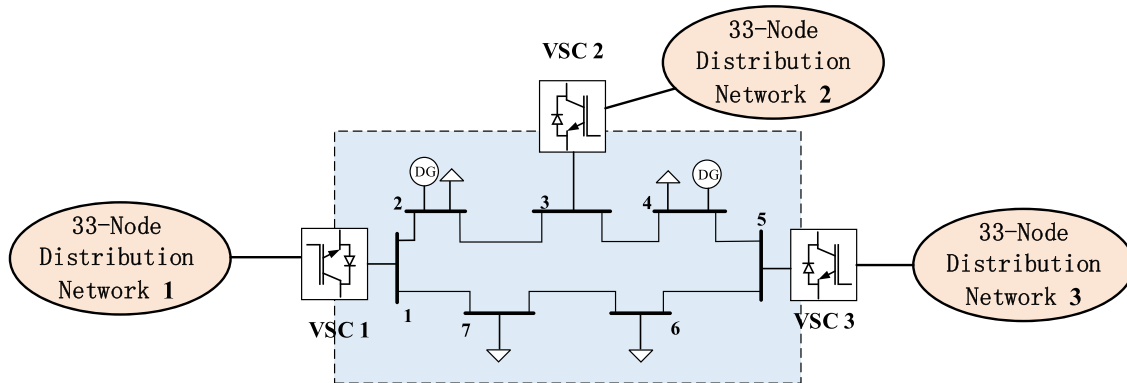 33-Node
Distribution
Network 2
VSC 2
DG
DG
2
3
4
5
33-Node
Distribution
Network 1
33-Node
Distribution
Network 3
VSC 1
1
7
6
VSC 3